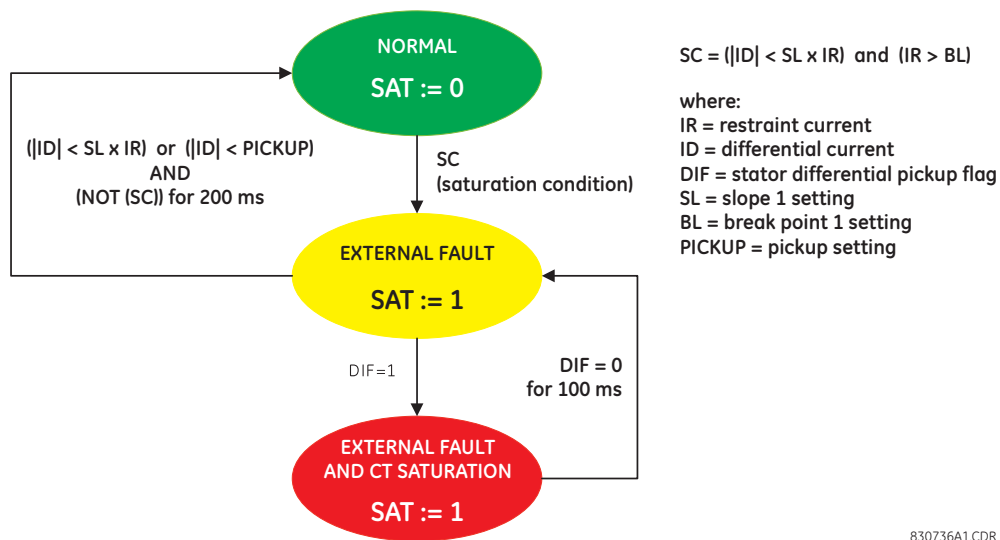 NORMAL
SAT := 0
SC = (|ID| < SL x IR) and (IR > BL)
where:
IR = restraint current
ID = differential current
DIF = stator differential pickup flag
SL = slope 1 setting
BL = break point 1 setting
PICKUP = pickup setting
(|ID| < SL x IR) or (|ID| < PICKUP)
AND
(NOT (SC)) for 200 ms
SC
(saturation condition)
EXTERNAL FAULT
SAT := 1
DIF=1
DIF = 0
for 100 ms
EXTERNAL FAULT
AND CT SATURATION
SAT := 1
830736A1.CDR